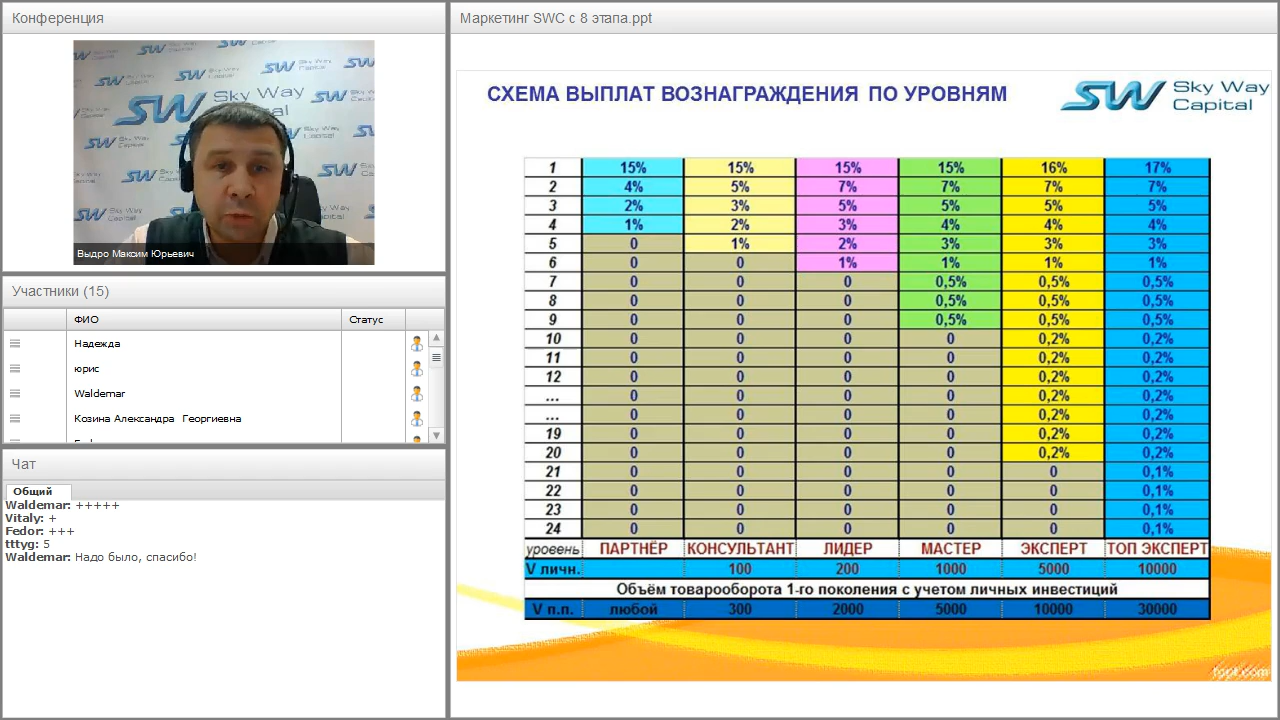 Конференция
Sky Way
Capital
Выдро Максим Юрьевич
Участники (15)
ФИО Статус
Надежда
юрис
Waldemar
Козина Александра Георгиевна
Чат
Общий
Waldemar: +++++
Vitaly: +
Fedor: +++
tttyg: 5
Waldemar: Надо было, спасибо!
Маркетинг SWC с 8 этапа.ppt
СХЕМА ВЫПЛАТ ВОЗНАГРАЖДЕНИЯ ПО УРОВНЯМ
SW Sky Way
Capital
1 15% 15% 15% 15% 16% 17%
2 4% 5% 7% 7% 7% 7%
3 2% 3% 5% 5% 5% 5%
4 1% 2% 3% 4% 4% 4%
5 0 1% 2% 3% 3% 3%
6 0 0 1% 1% 1% 1%
7 0 0 0 0,5% 0,5% 0,5%
8 0 0 0 0,5% 0,5% 0,5%
9 0 0 0 0,5% 0,5% 0,5%
10 0 0 0 0 0,2% 0,2%
11 0 0 0 0 0,2% 0,2%
12 0 0 0 0 0,2% 0,2%
... 0 0 0 0 0,2% 0,2%
... 0 0 0 0 0,2% 0,2%
19 0 0 0 0 0,2% 0,2%
20 0 0 0 0 0,2% 0,2%
21 0 0 0 0 0 0,1%
22 0 0 0 0 0 0,1%
23 0 0 0 0 0 0,1%
24 0 0 0 0 0 0,1%
уровень ПАРТНЁР КОНСУЛЬТАНТ ЛИДЕР МАСТЕР ЭКСПЕРТ ТОП ЭКСПЕРТ
V личн. 100 200 1000 5000 10000
Объём товарооборота 1-го поколения с учетом личных инвестиций
V п.п. любой 300 2000 5000 10000 30000
fppt.com